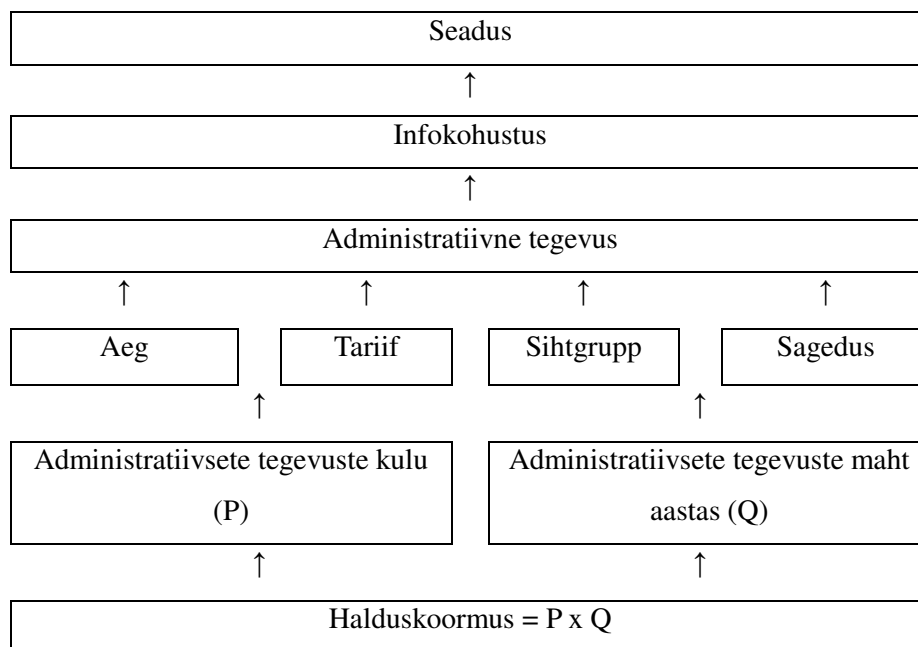 Seadus
↑
Infokohustus
↑
Administratiivne tegevus
↑ ↑ ↑ ↑
Aeg Tariif Sihtgrupp Sagedus
↑ ↑
Administratiivsete tegevuste kulu
(P)
Administratiivsete tegevuste maht
aastas (Q)
↑ ↑
Halduskoormus = P x Q